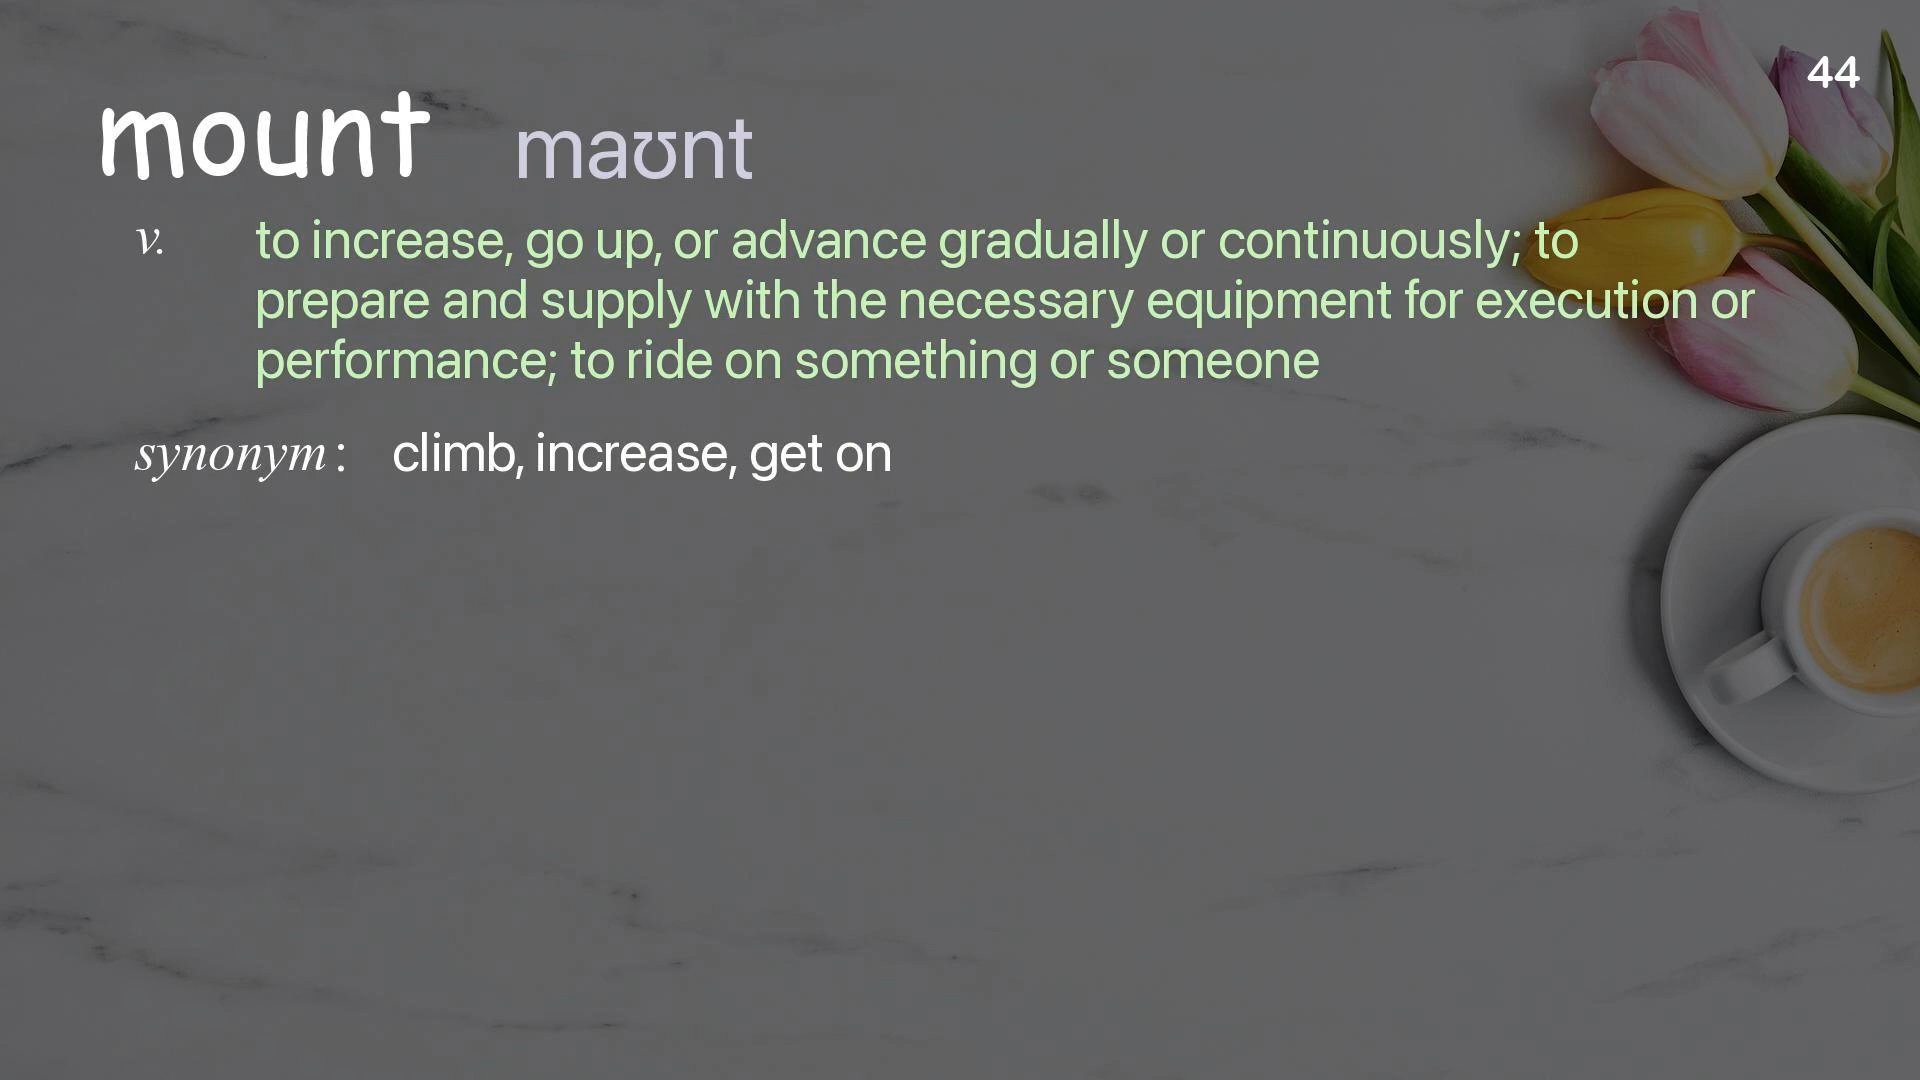 44
mount maʊnt
v. to increase, go up, or advance gradually or continuously; to
prepare and supply with the necessary equipment for execution or
performance; to ride on something or someone
synonym : climb, increase, get on